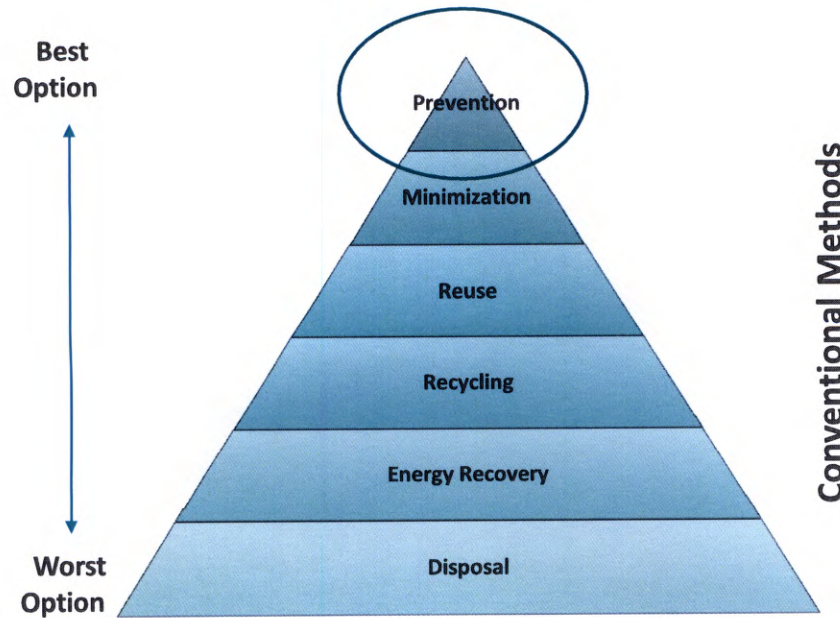 Best
Option
Prevention
Minimization
Reuse
Recycling
Energy Recovery
Disposal
Worst
Option
Conventional Methods